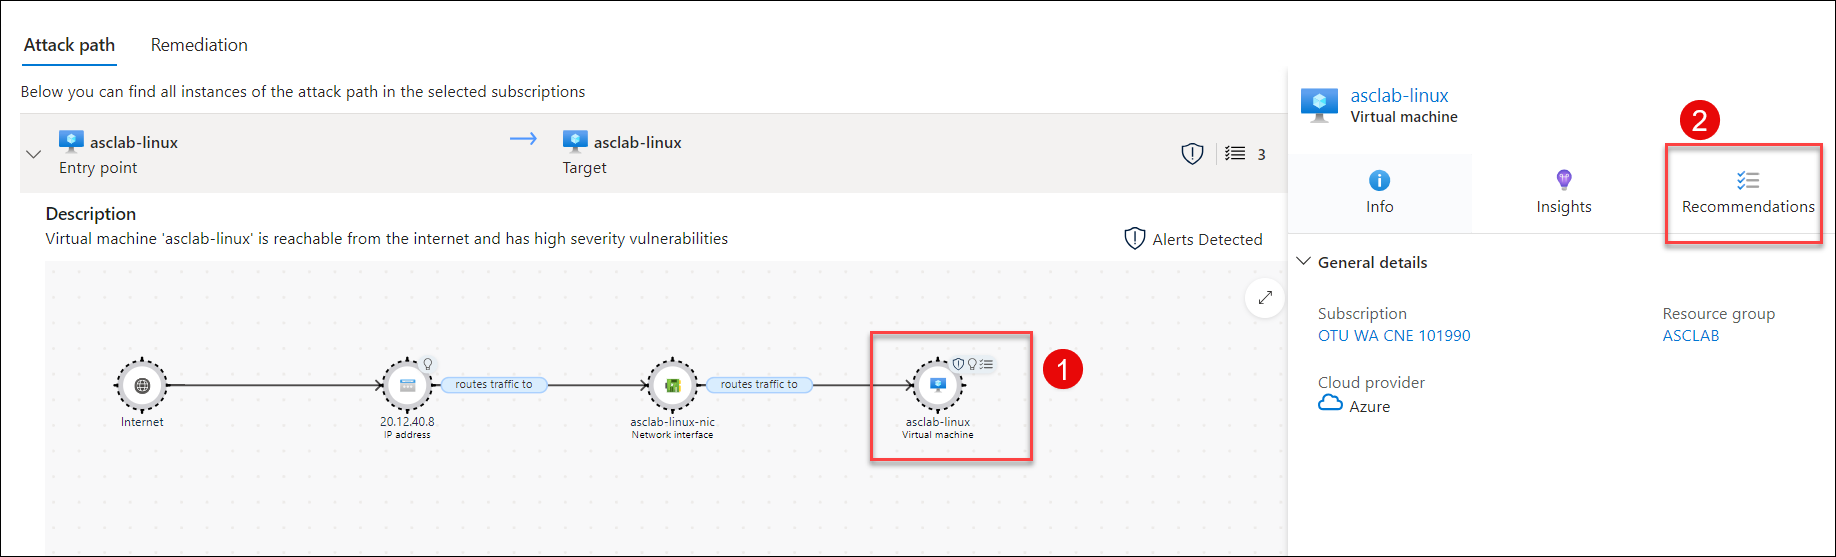 Attack path
Remediation
Below you can find all instances of the attack path in the selected subscriptions
asclab-linux
Entry point
asclab-linux
Target
3
Description
Virtual machine 'asclab-linux' is reachable from the internet and has high severity vulnerabilities
Alerts Detected
Internet
20.12.40.8
IP address
routes traffic to
asclab-linux-nic
Network interface
routes traffic to
asclab-linux
Virtual machine
1
asclab-linux
Virtual machine
2
Info
Insights
Recommendations
General details
Subscription
OTU WA CNE 101990
Resource group
ASCLAB
Cloud provider
Azure